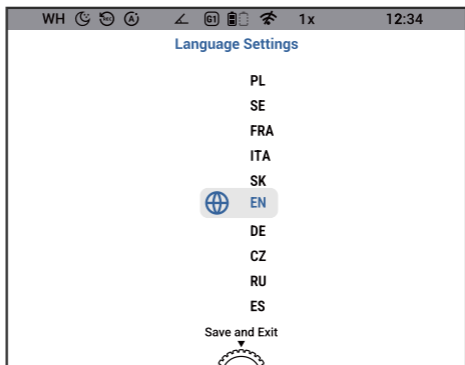 WH G1 1x 12:34
Language Settings
PL
SE
FRA
ITA
SK
EN
DE
CZ
RU
ES
Save and Exit